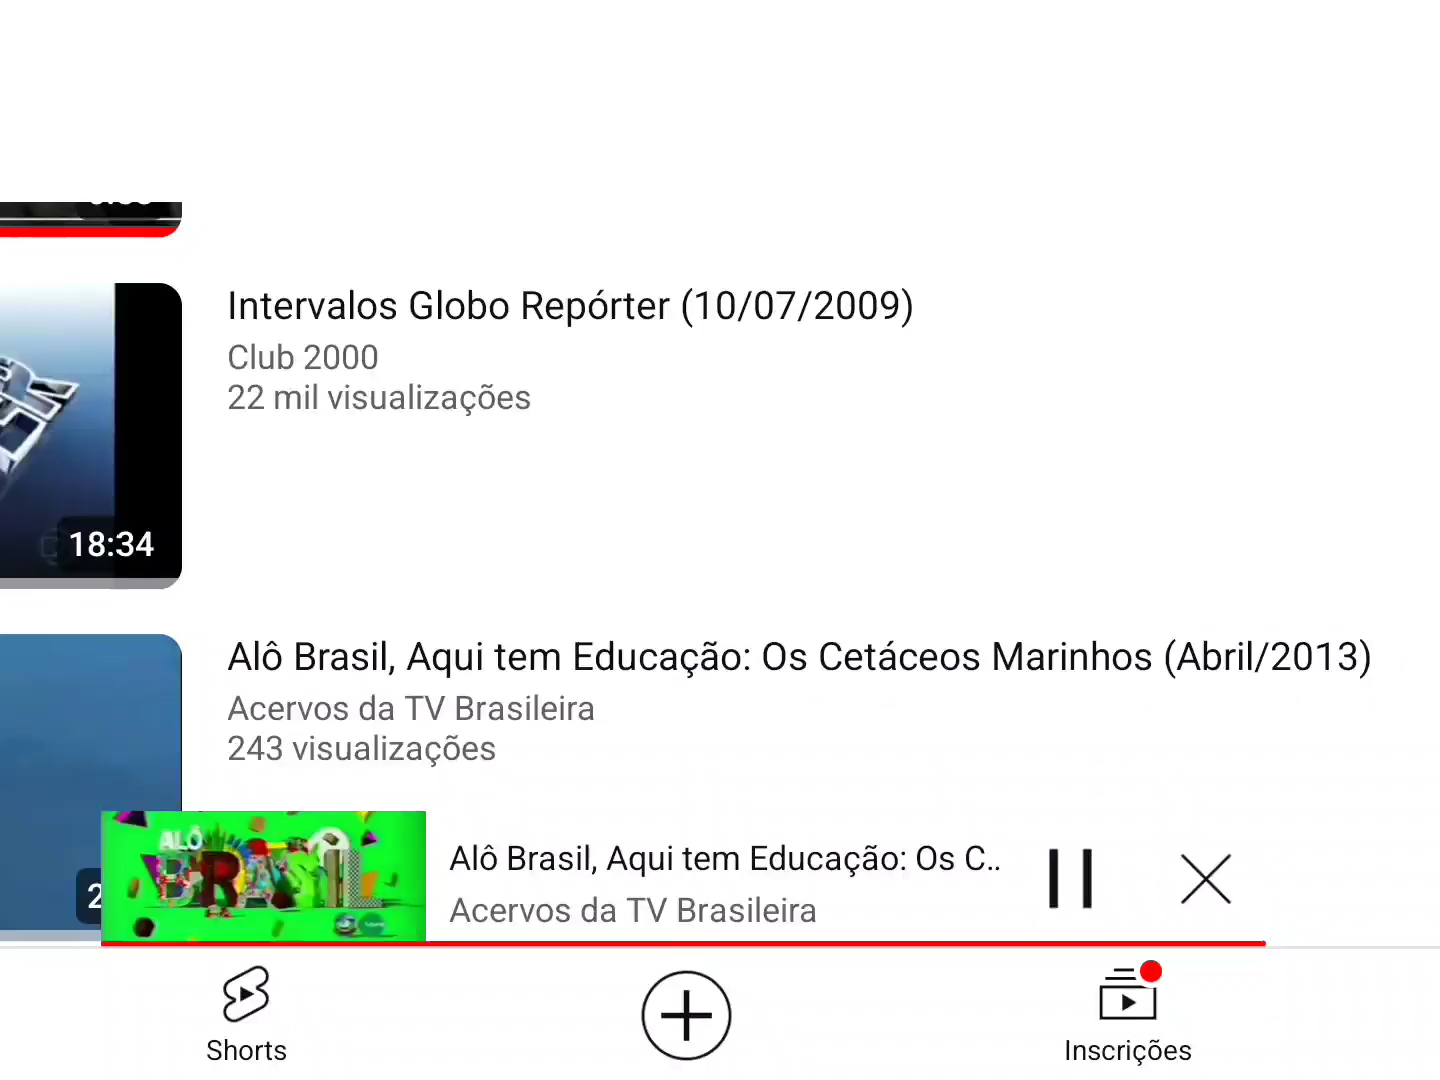 Intervalos Globo Repórter (10/07/2009)
Club 2000
22 mil visualizações
18:34
Alô Brasil, Aqui tem Educação: Os Cetáceos Marinhos (Abril/2013)
Acervos da TV Brasileira
243 visualizações
2
ALÔ
BRASIL
Alô Brasil, Aqui tem Educação: Os C..
Acervos da TV Brasileira
Shorts
Inscrições